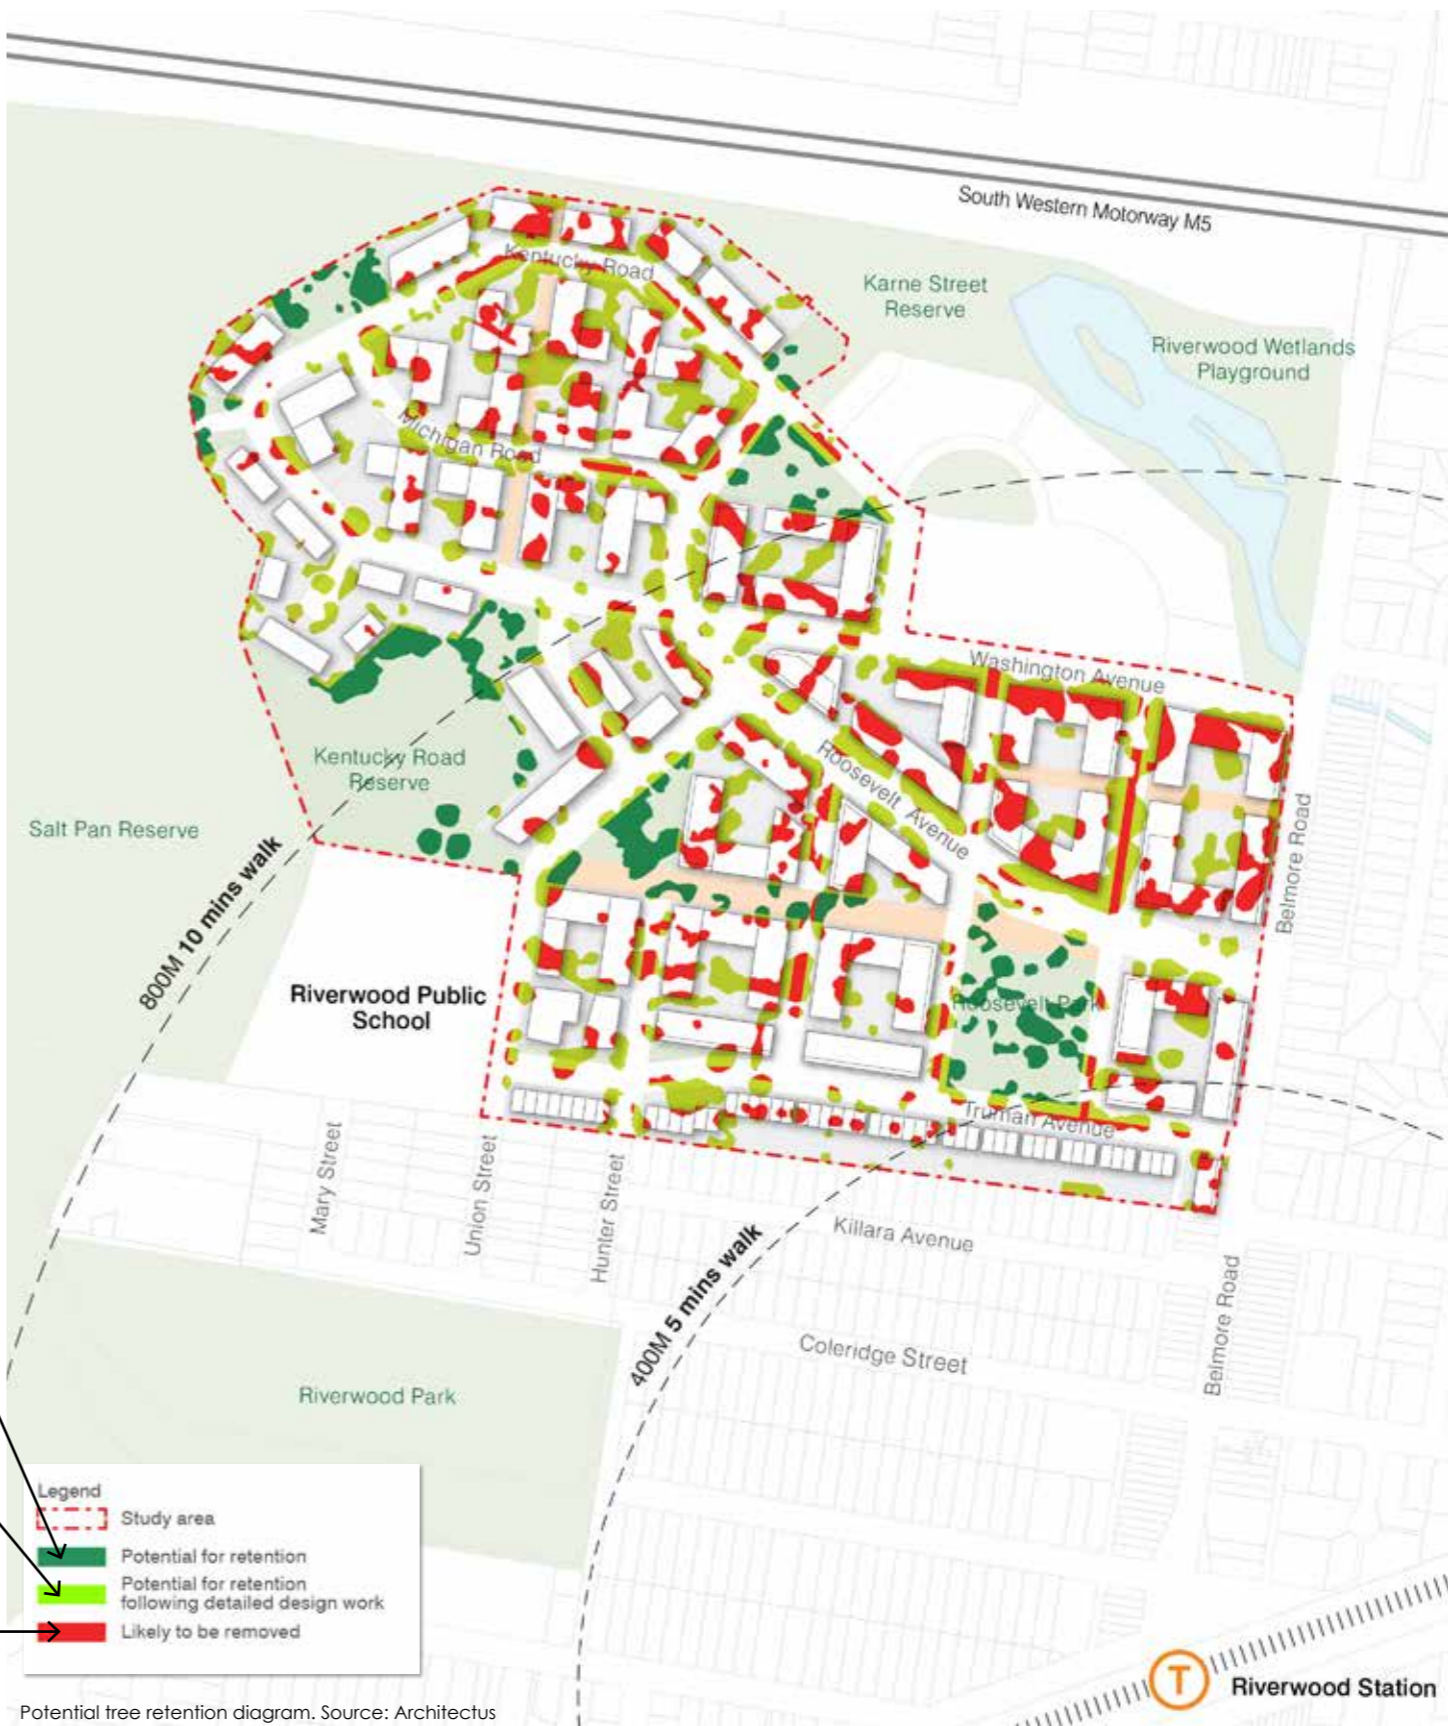 South Western Motorway M5
Kentucky Road
Karne Street
Reserve
Riverwood Wetlands
Playground
Michigan Road
Washington Avenue
Kentucky Road
Reserve
Roosevelt Avenue
Salt Pan Reserve
Belmore Road
800M 10 mins walk
Riverwood Public
School
Roosevelt Park
Truman Avenue
Mary Street
Union Street
Hunter Street
Killara Avenue
400M 5 mins walk
Belmore Road
Coleridge Street
Riverwood Park
Legend
Study area
Potential for retention
Potential for retention
following detailed design work
Likely to be removed
T
Riverwood Station
Potential tree retention diagram. Source: Architectus